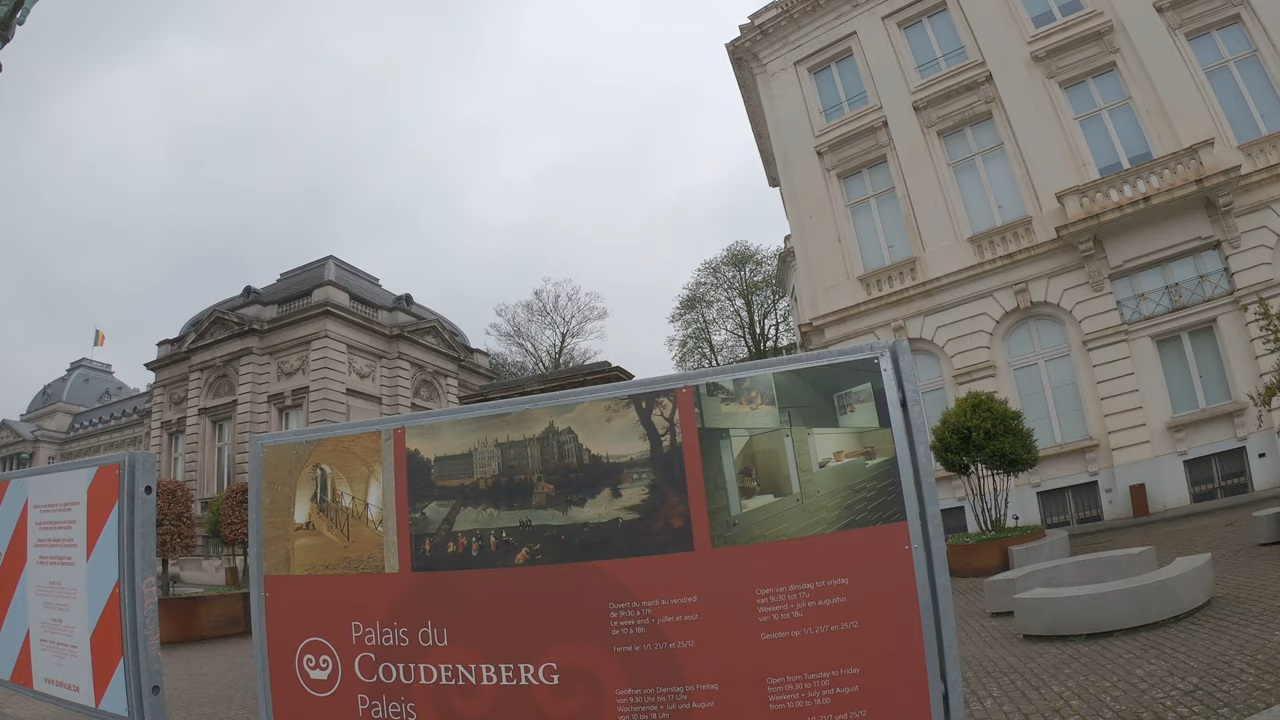 www.belvue.be
Palais du
COUDENBERG
Paleis
Ouvert du mardi au vendredi
de 9h30 à 17h
Le week-end + juillet et août
de 10 à 18h
Fermé le: 1/1, 21/7 et 25/12
Open van dinsdag tot vrijdag
van 9u30 tot 17u
Weekend + juli en augustus
van 10 tot 18u
Gesloten op: 1/1, 21/7 en 25/12
Geöffnet von Dienstag bis Freitag
von 9.30 Uhr bis 17 Uhr
Wochenende + Juli und August
von 10 bis 18 Uhr
Open from Tuesday to Friday
from 09.30 to 17.00
Weekend + July and August
from 10.00 to 18.00